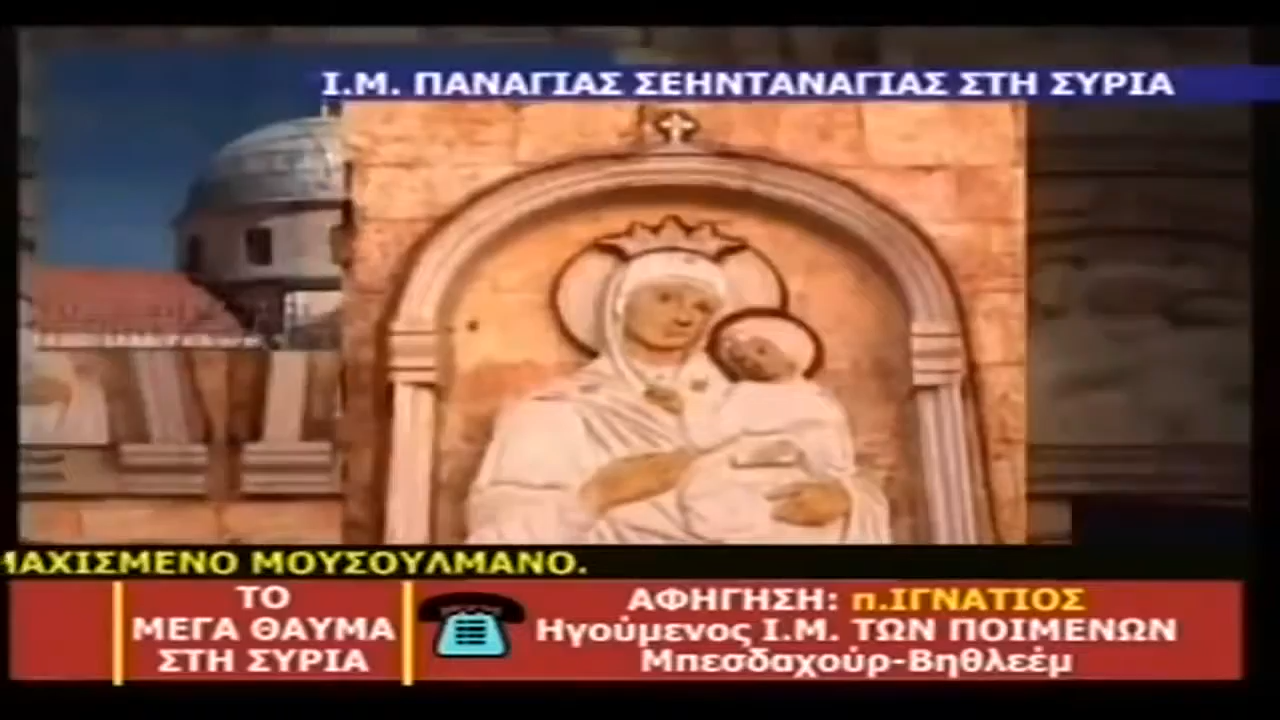 Ι.Μ. ΠΑΝΑΓΙΑΣ ΣΕΗΝΤΑΝΑΓΙΑΣ ΣΤΗ ΣΥΡΙΑ
ΜΑΧΙΣΜΕΝΟ ΜΟΥΣΟΥΛΜΑΝΟ.
ΤΟ
ΜΕΓΑ ΘΑΥΜΑ
ΣΤΗ ΣΥΡΙΑ
ΑΦΗΓΗΣΗ: π.ΙΓΝΑΤΙΟΣ
Ηγούμενος Ι.Μ. ΤΩΝ ΠΟΙΜΕΝΩΝ
Μπεσδαχούρ-Βηθλεέμ